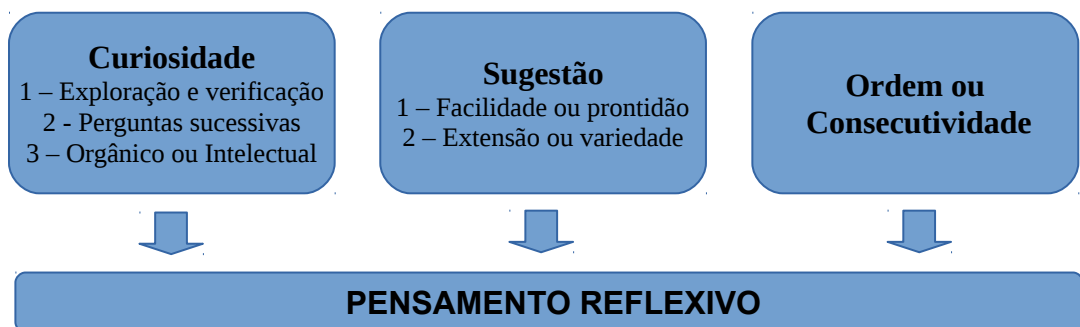 Curiosidade
1 – Exploração e verificação
2 - Perguntas sucessivas
3 – Orgânico ou Intelectual
Sugestão
1 – Facilidade ou prontidão
2 – Extensão ou variedade
Ordem ou
Consecutividade
PENSAMENTO REFLEXIVO